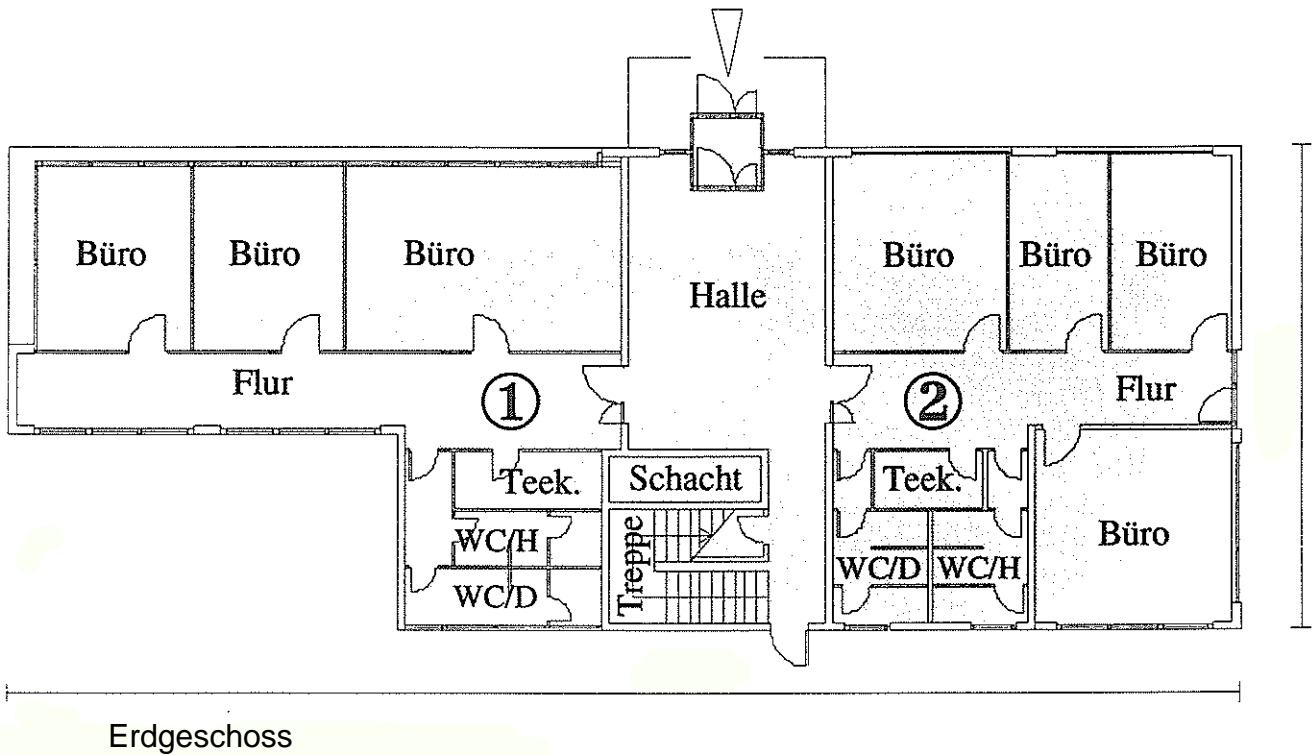 Büro
Büro
Büro
Halle
Büro
Büro
Büro
Flur
1
2
Flur
Teek.
Schacht
Teek.
WC/H
WC/D
Treppe
WC/D
WC/H
Büro
Erdgeschoss